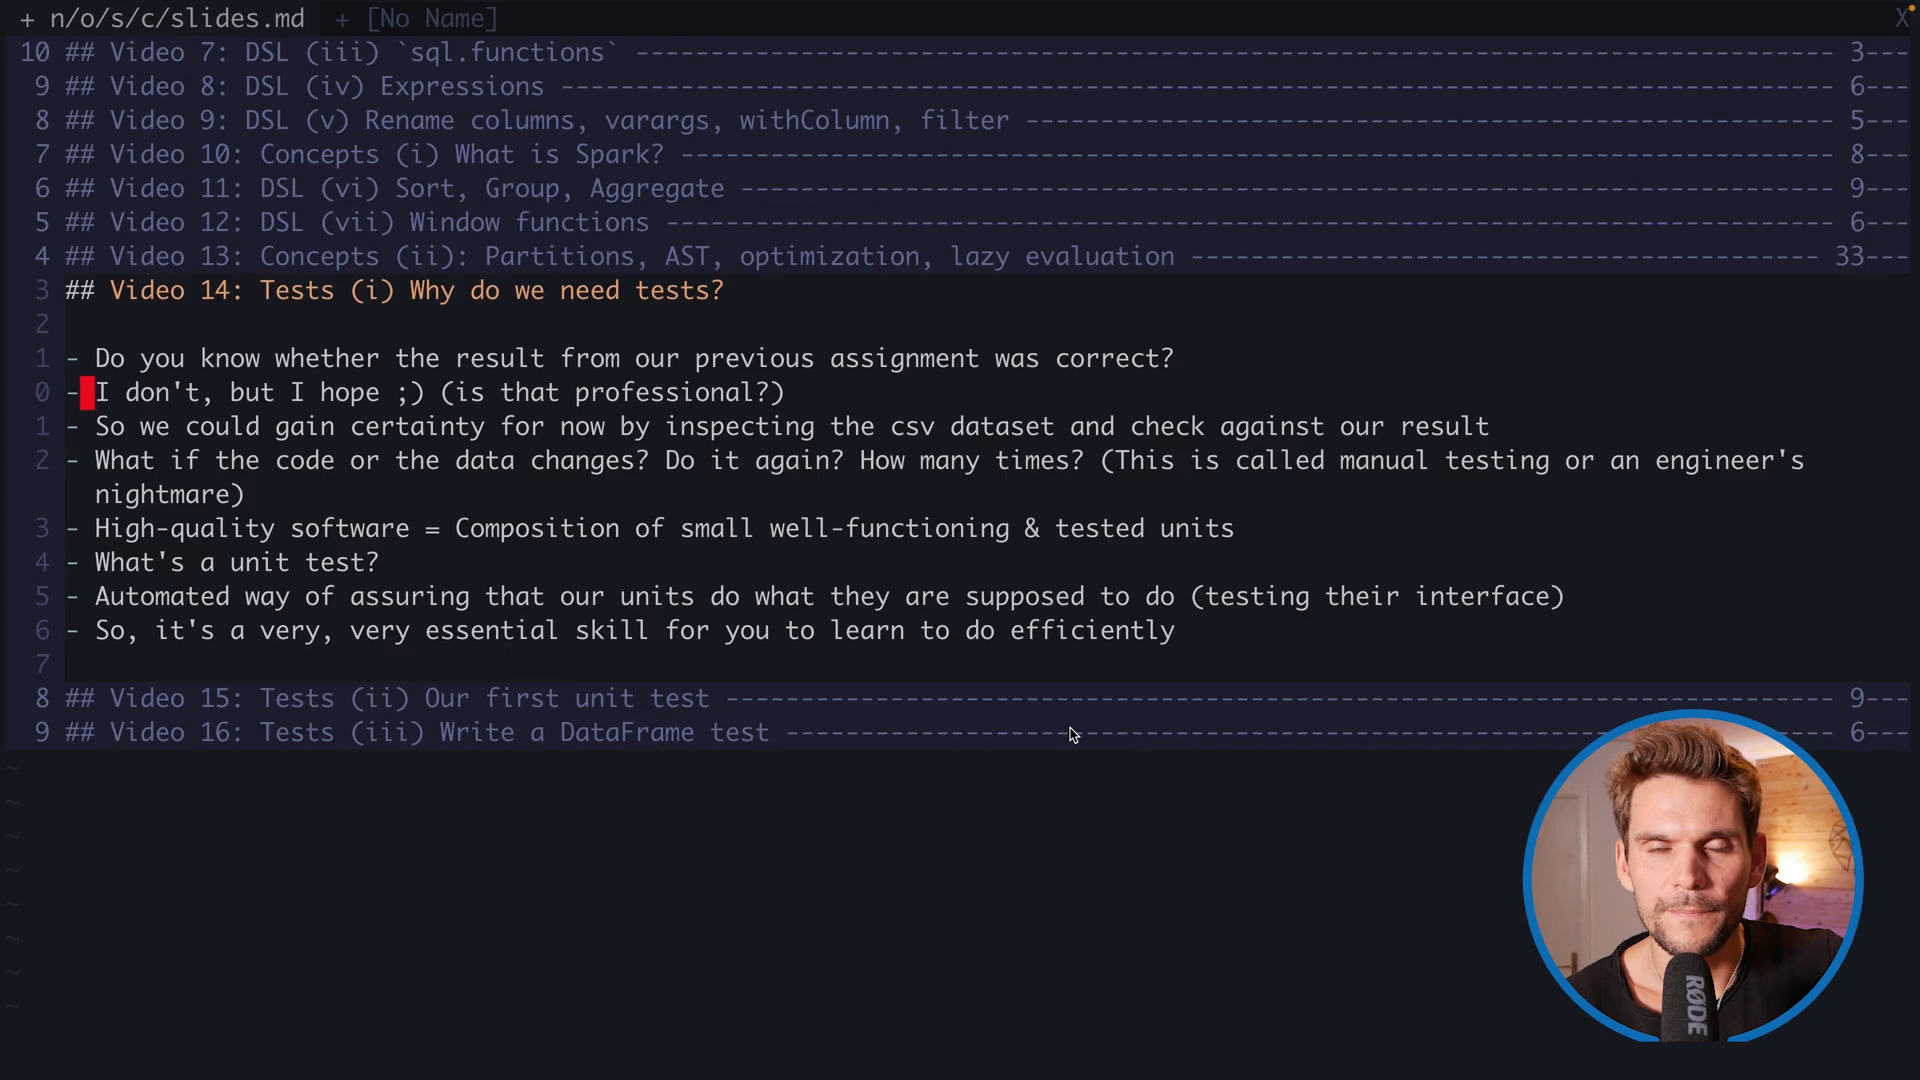 + n/o/s/c/slides.md + [No Name] X
10 ## Video 7: DSL (iii) `sql.functions` -------------------------------------------------------------------------------- 3---
9 ## Video 8: DSL (iv) Expressions ------------------------------------------------------------------------------------- 6---
8 ## Video 9: DSL (v) Rename columns, varargs, withColumn, filter ------------------------------------------------------ 5---
7 ## Video 10: Concepts (i) What is Spark? ----------------------------------------------------------------------------- 8---
6 ## Video 11: DSL (vi) Sort, Group, Aggregate ------------------------------------------------------------------------- 9---
5 ## Video 12: DSL (vii) Window functions ------------------------------------------------------------------------------ 6---
4 ## Video 13: Concepts (ii): Partitions, AST, optimization, lazy evaluation ------------------------------------------ 33---
3 ## Video 14: Tests (i) Why do we need tests?
2
1 - Do you know whether the result from our previous assignment was correct?
0 - I don't, but I hope ;) (is that professional?)
1 - So we could gain certainty for now by inspecting the csv dataset and check against our result
2 - What if the code or the data changes? Do it again? How many times? (This is called manual testing or an engineer's
nightmare)
3 - High-quality software = Composition of small well-functioning & tested units
4 - What's a unit test?
5 - Automated way of assuring that our units do what they are supposed to do (testing their interface)
6 - So, it's a very, very essential skill for you to learn to do efficiently
7
8 ## Video 15: Tests (ii) Our first unit test -------------------------------------------------------------------------- 9---
9 ## Video 16: Tests (iii) Write a DataFrame test ---------------------------------------------------------------------- 6---
~
~
~
~
~
~
~
~
RØDE